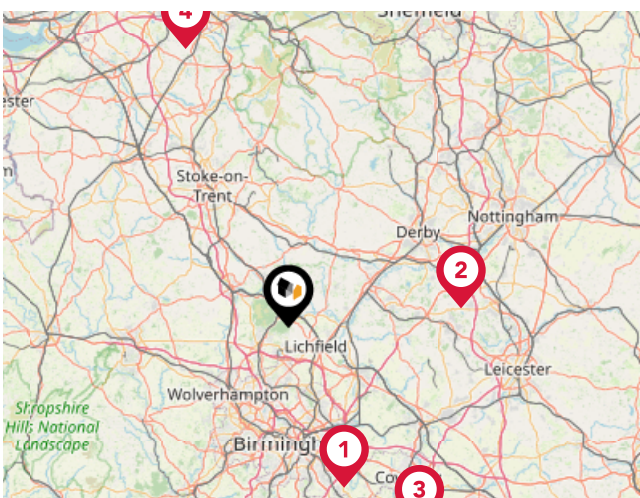 4
Sheffield
ester
m
Stoke-on-
Trent
Nottingham
Derby
2
Lichfield
Leicester
Wolverhampton
Shropshire
Hills National
Landscape
Birmingh
1
Co
3